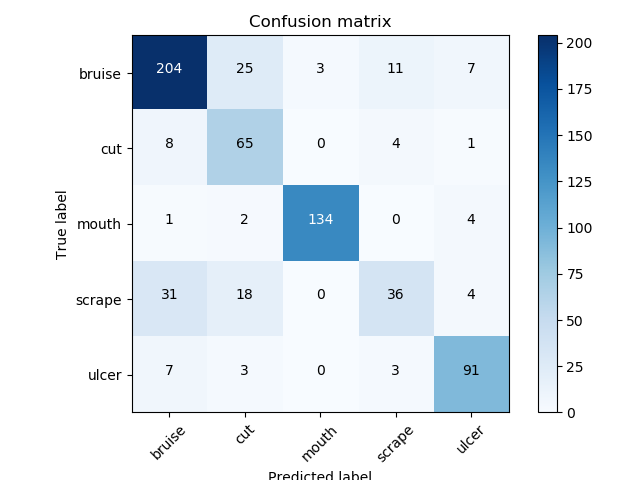 Confusion matrix
bruise 204 25 3 11 7
cut 8 65 0 4 1
mouth 1 2 134 0 4
scrape 31 18 0 36 4
ulcer 7 3 0 3 91
True label
bruise cut mouth scrape ulcer
Predicted label
200
175
150
125
100
75
50
25
0